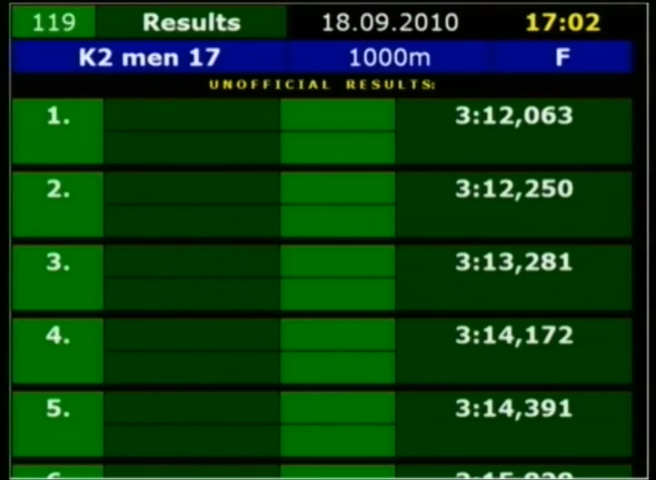 119 Results 18.09.2010 17:02
K2 men 17 1000m F
UNOFFICIAL RESULTS:
1. 3:12,063
2. 3:12,250
3. 3:13,281
4. 3:14,172
5. 3:14,391